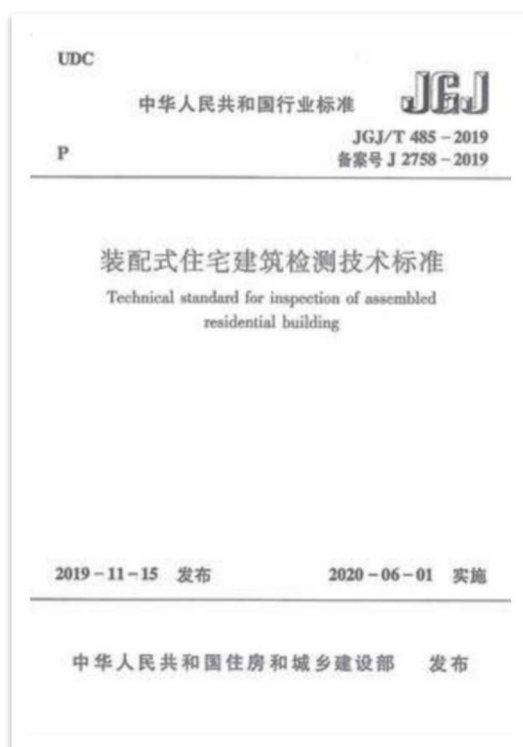 UDC
中华人民共和国行业标准 JGJ
JGJ/T 485-2019
P
备案号 J 2758-2019
装配式住宅建筑检测技术标准
Technical standard for inspection of assembled
residential building
2019-11-15 发布 2020-06-01 实施
中华人民共和国住房和城乡建设部 发布